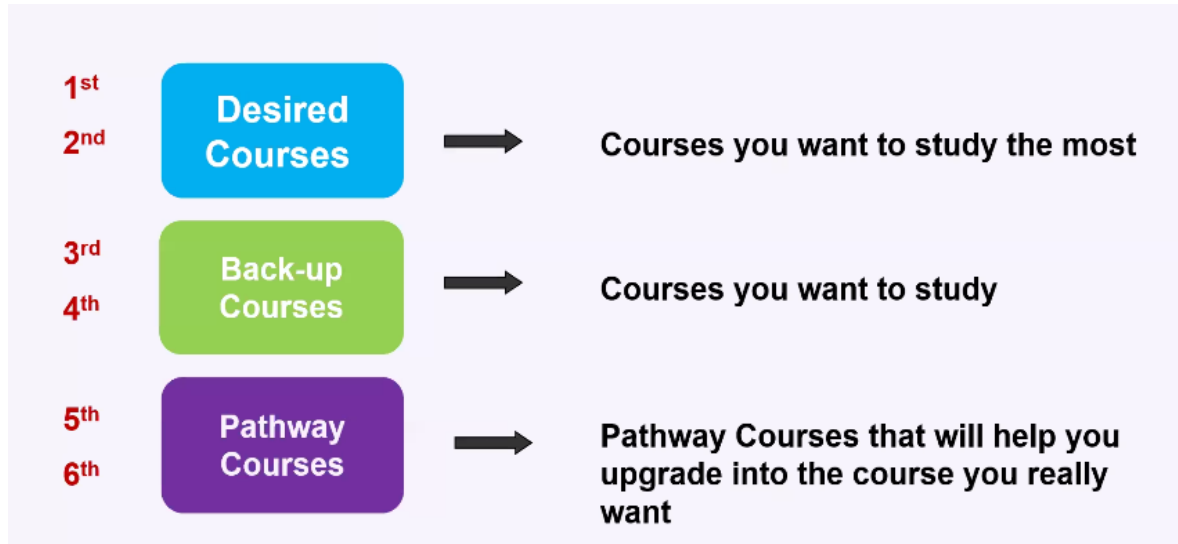 1st
2nd
Desired
Courses
Courses you want to study the most
3rd
4th
Back-up
Courses
Courses you want to study
5th
6th
Pathway
Courses
Pathway Courses that will help you
upgrade into the course you really
want